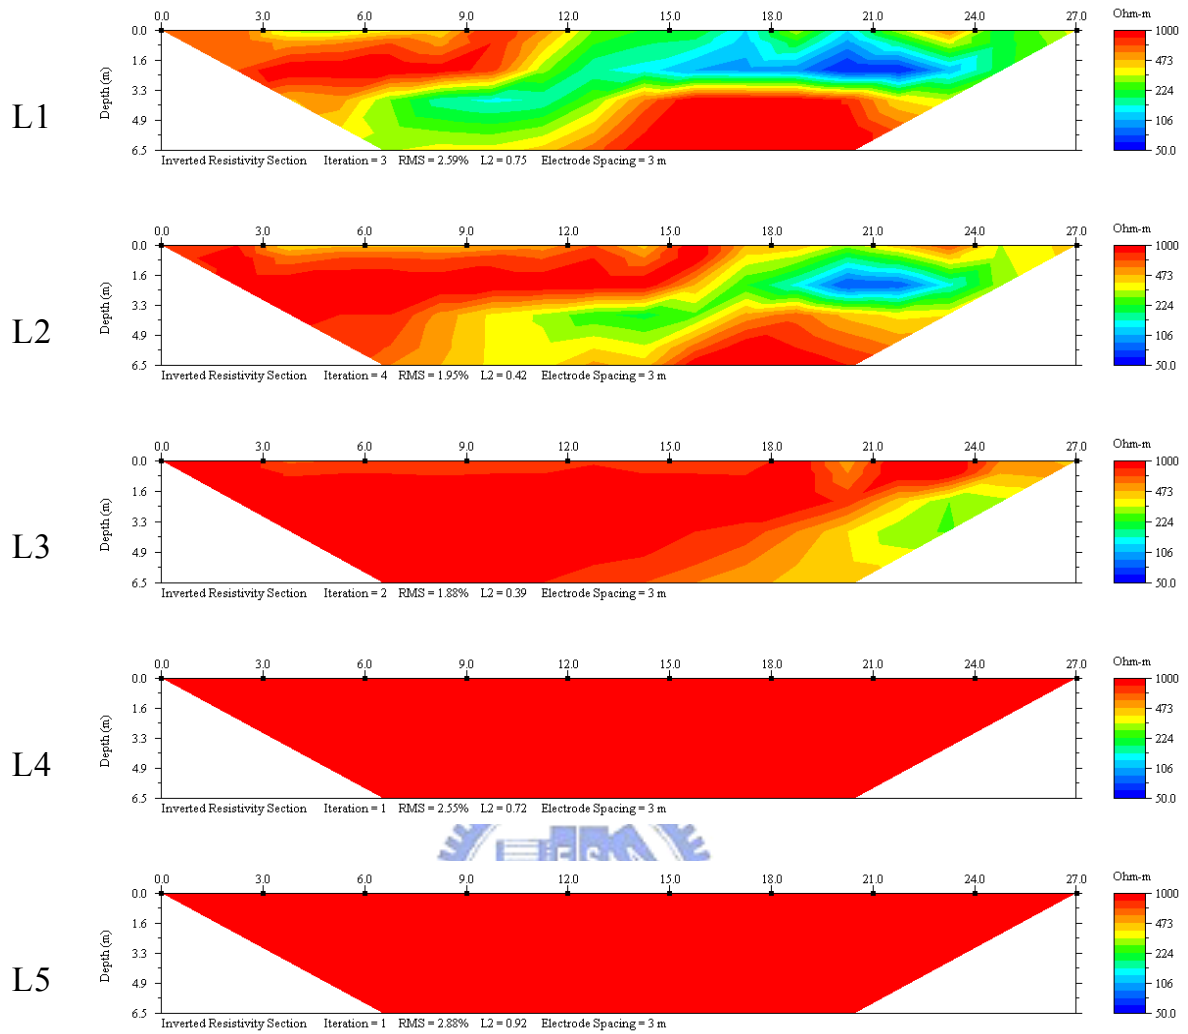 0.0 3.0 6.0 9.0 12.0 15.0 18.0 21.0 24.0 27.0 Ohm-m
L1
Depth (m)
0.0
1.6
3.3
4.9
6.5
1000
473
224
106
50.0
Inverted Resistivity Section Iteration = 3 RMS = 2.59% L2 = 0.75 Electrode Spacing = 3 m
0.0 3.0 6.0 9.0 12.0 15.0 18.0 21.0 24.0 27.0 Ohm-m
L2
Depth (m)
0.0
1.6
3.3
4.9
6.5
1000
473
224
106
50.0
Inverted Resistivity Section Iteration = 4 RMS = 1.95% L2 = 0.42 Electrode Spacing = 3 m
0.0 3.0 6.0 9.0 12.0 15.0 18.0 21.0 24.0 27.0 Ohm-m
L3
Depth (m)
0.0
1.6
3.3
4.9
6.5
1000
473
224
106
50.0
Inverted Resistivity Section Iteration = 2 RMS = 1.88% L2 = 0.39 Electrode Spacing = 3 m
0.0 3.0 6.0 9.0 12.0 15.0 18.0 21.0 24.0 27.0 Ohm-m
L4
Depth (m)
0.0
1.6
3.3
4.9
6.5
1000
473
224
106
50.0
Inverted Resistivity Section Iteration = 1 RMS = 2.55% L2 = 0.72 Electrode Spacing = 3 m
0.0 3.0 6.0 9.0 12.0 15.0 18.0 21.0 24.0 27.0 Ohm-m
L5
Depth (m)
0.0
1.6
3.3
4.9
6.5
1000
473
224
106
50.0
Inverted Resistivity Section Iteration = 1 RMS = 2.88% L2 = 0.92 Electrode Spacing = 3 m